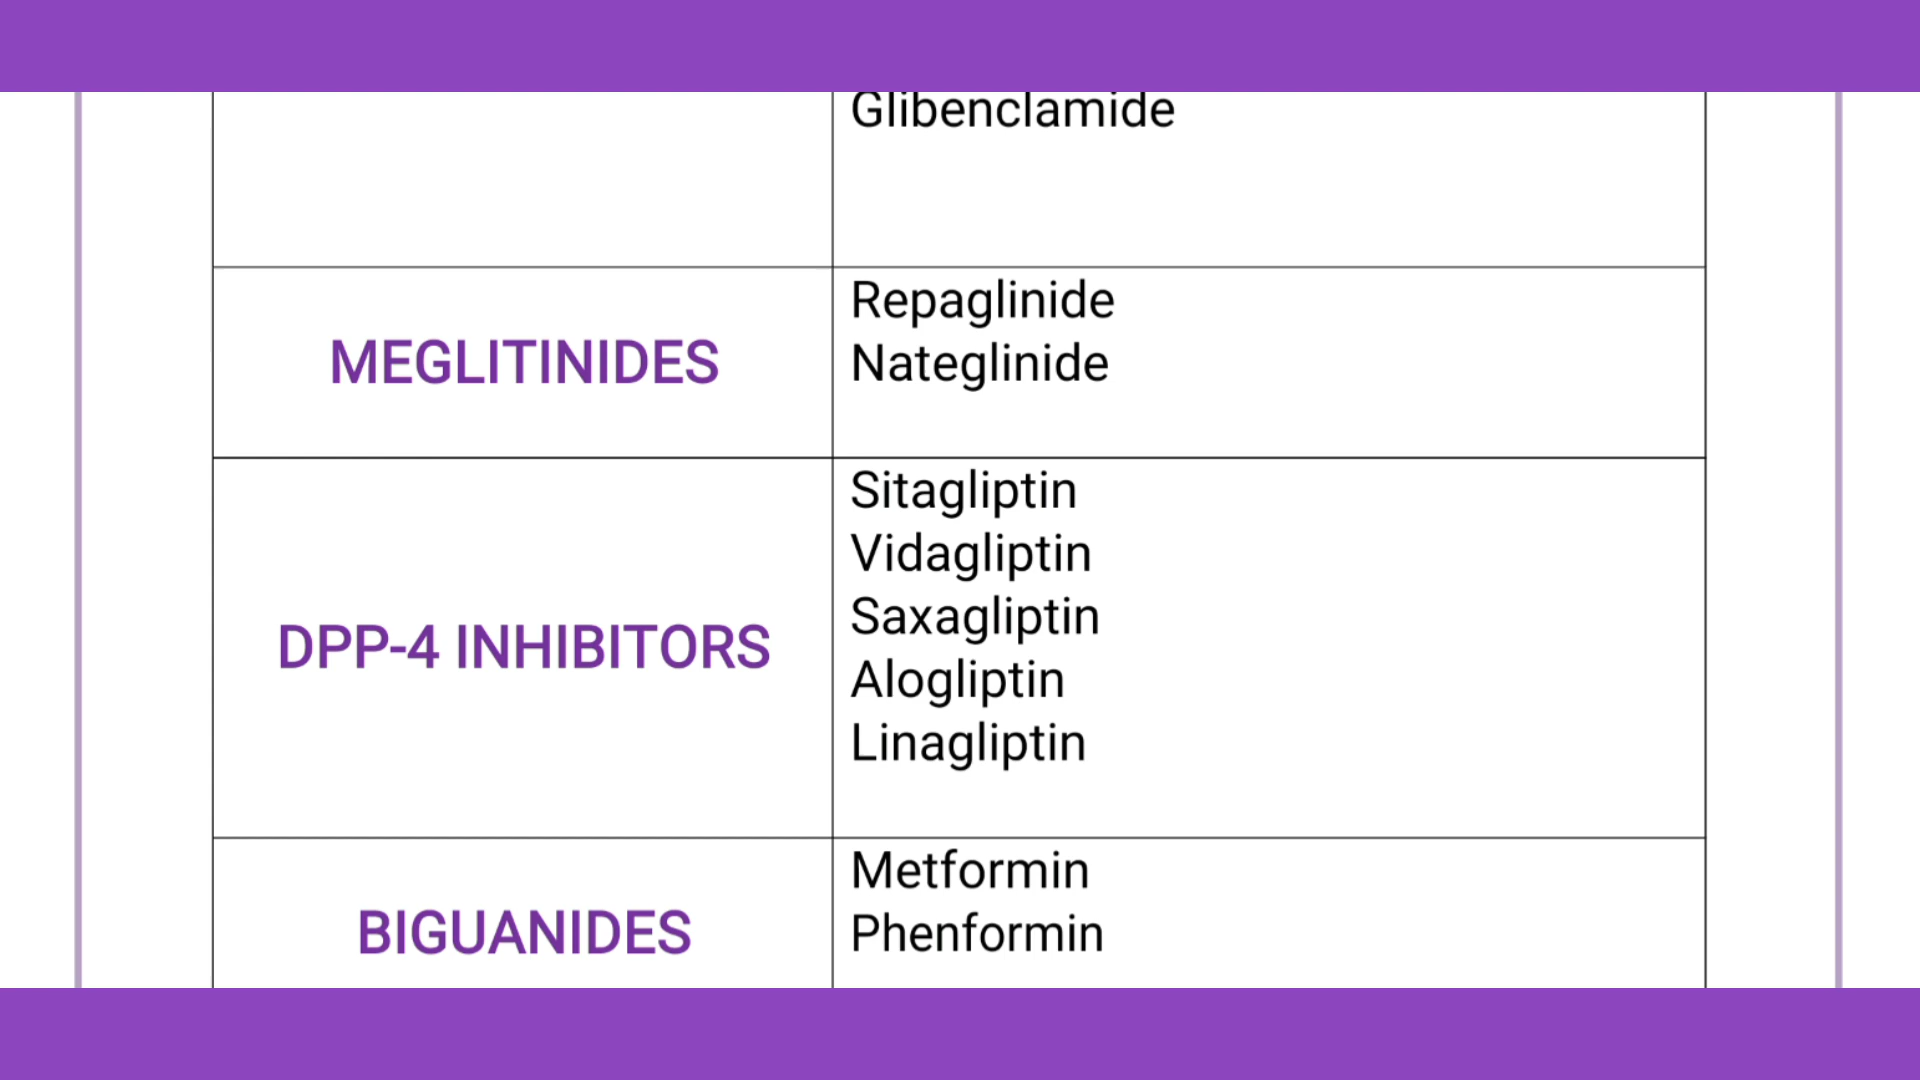 Glibenclamide
MEGLITINIDES
Repaglinide
Nateglinide
DPP-4 INHIBITORS
Sitagliptin
Vidagliptin
Saxagliptin
Alogliptin
Linagliptin
BIGUANIDES
Metformin
Phenformin